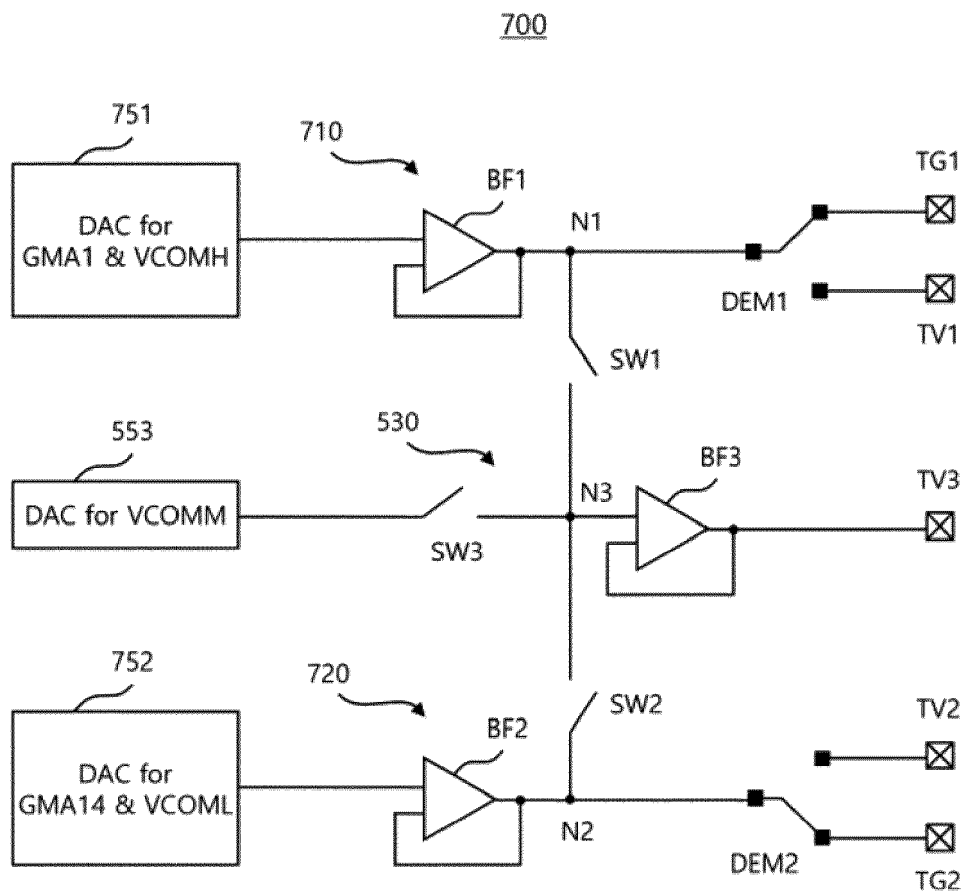 700
751
DAC for
GMA1 & VCOMH
710
BF1
N1
TG1
DEM1
TV1
SW1
553
DAC for VCOMM
530
SW3
N3
BF3
TV3
752
DAC for
GMA14 & VCOML
720
BF2
SW2
N2
TV2
DEM2
TG2